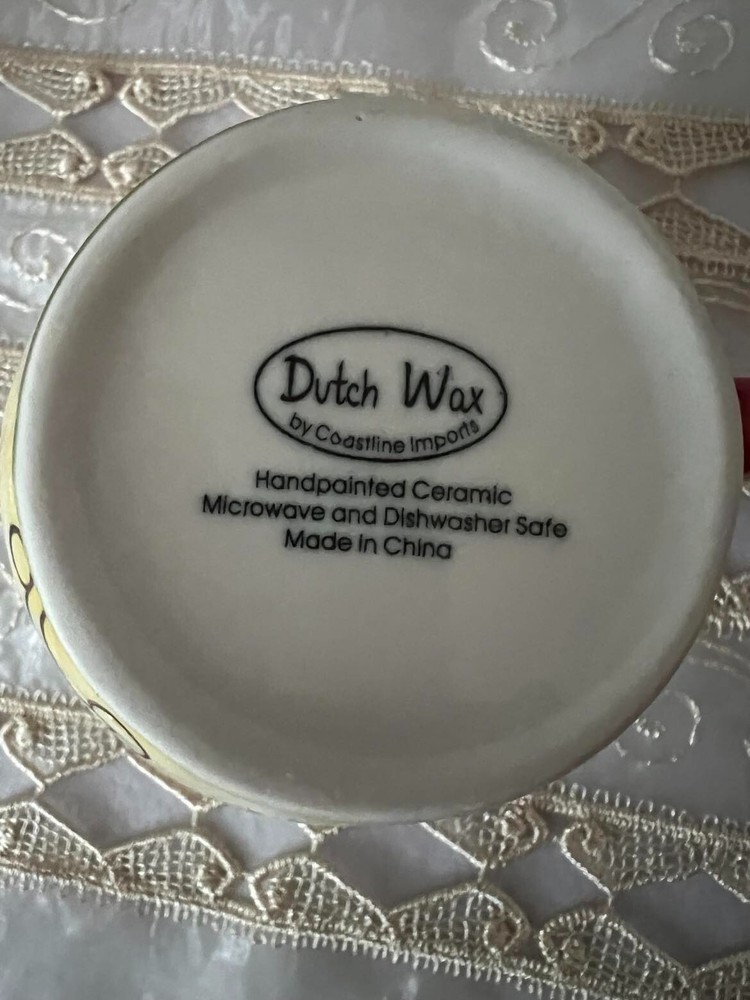 Dutch Wax
by Coastline Imports
Handpainted Ceramic
Microwave and Dishwasher Safe
Made in China